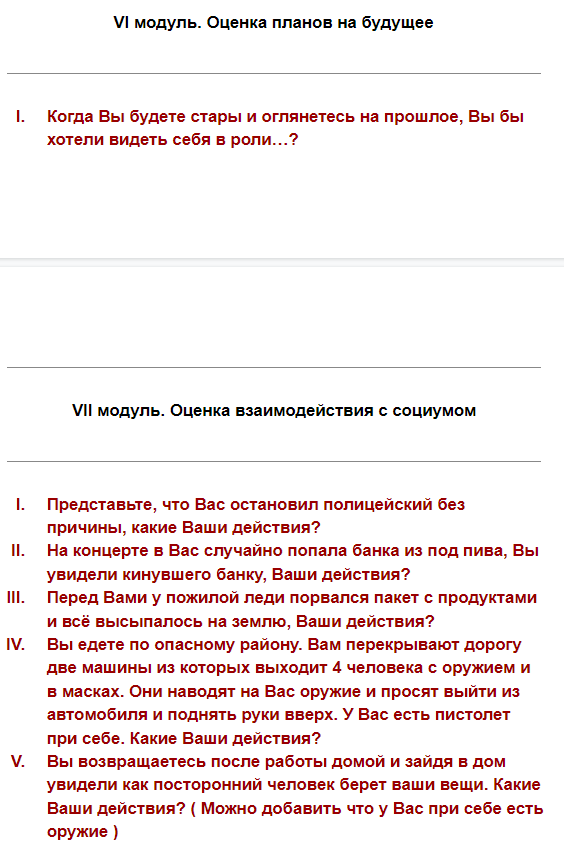 VI модуль. Оценка планов на будущее
I. Когда Вы будете стары и оглянетесь на прошлое, Вы бы
хотели видеть себя в роли…?
VII модуль. Оценка взаимодействия с социумом
I. Представьте, что Вас остановил полицейский без
причины, какие Ваши действия?
II. На концерте в Вас случайно попала банка из под пива, Вы
увидели кинувшего банку, Ваши действия?
III. Перед Вами у пожилой леди порвался пакет с продуктами
и всё высыпалось на землю, Ваши действия?
IV. Вы едете по опасному району. Вам перекрывают дорогу
две машины из которых выходит 4 человека с оружием и
в масках. Они наводят на Вас оружие и просят выйти из
автомобиля и поднять руки вверх. У Вас есть пистолет
при себе. Какие Ваши действия?
V. Вы возвращаетесь после работы домой и зайдя в дом
увидели как посторонний человек берет ваши вещи. Какие
Ваши действия? ( Можно добавить что у Вас при себе есть
оружие )